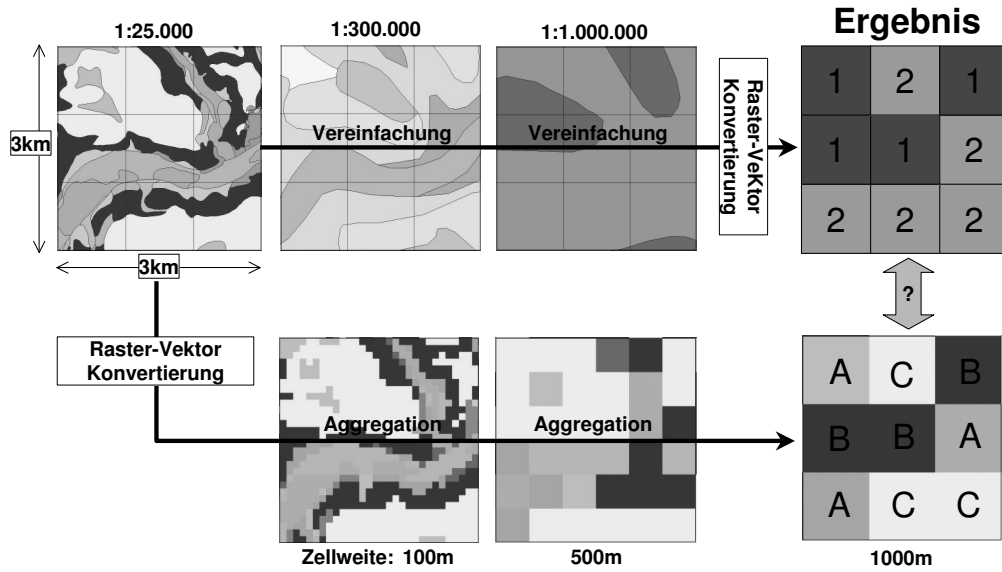 1:25.000
1:300.000
1:1.000.000
Ergebnis
3km
3km
Vereinfachung
Vereinfachung
Raster-VeKtor
Konvertierung
1 2 1
1 1 2
2 2 2
?
Raster-Vektor
Konvertierung
Aggregation
Aggregation
A C B
B B A
A C C
Zellweite: 100m
500m
1000m